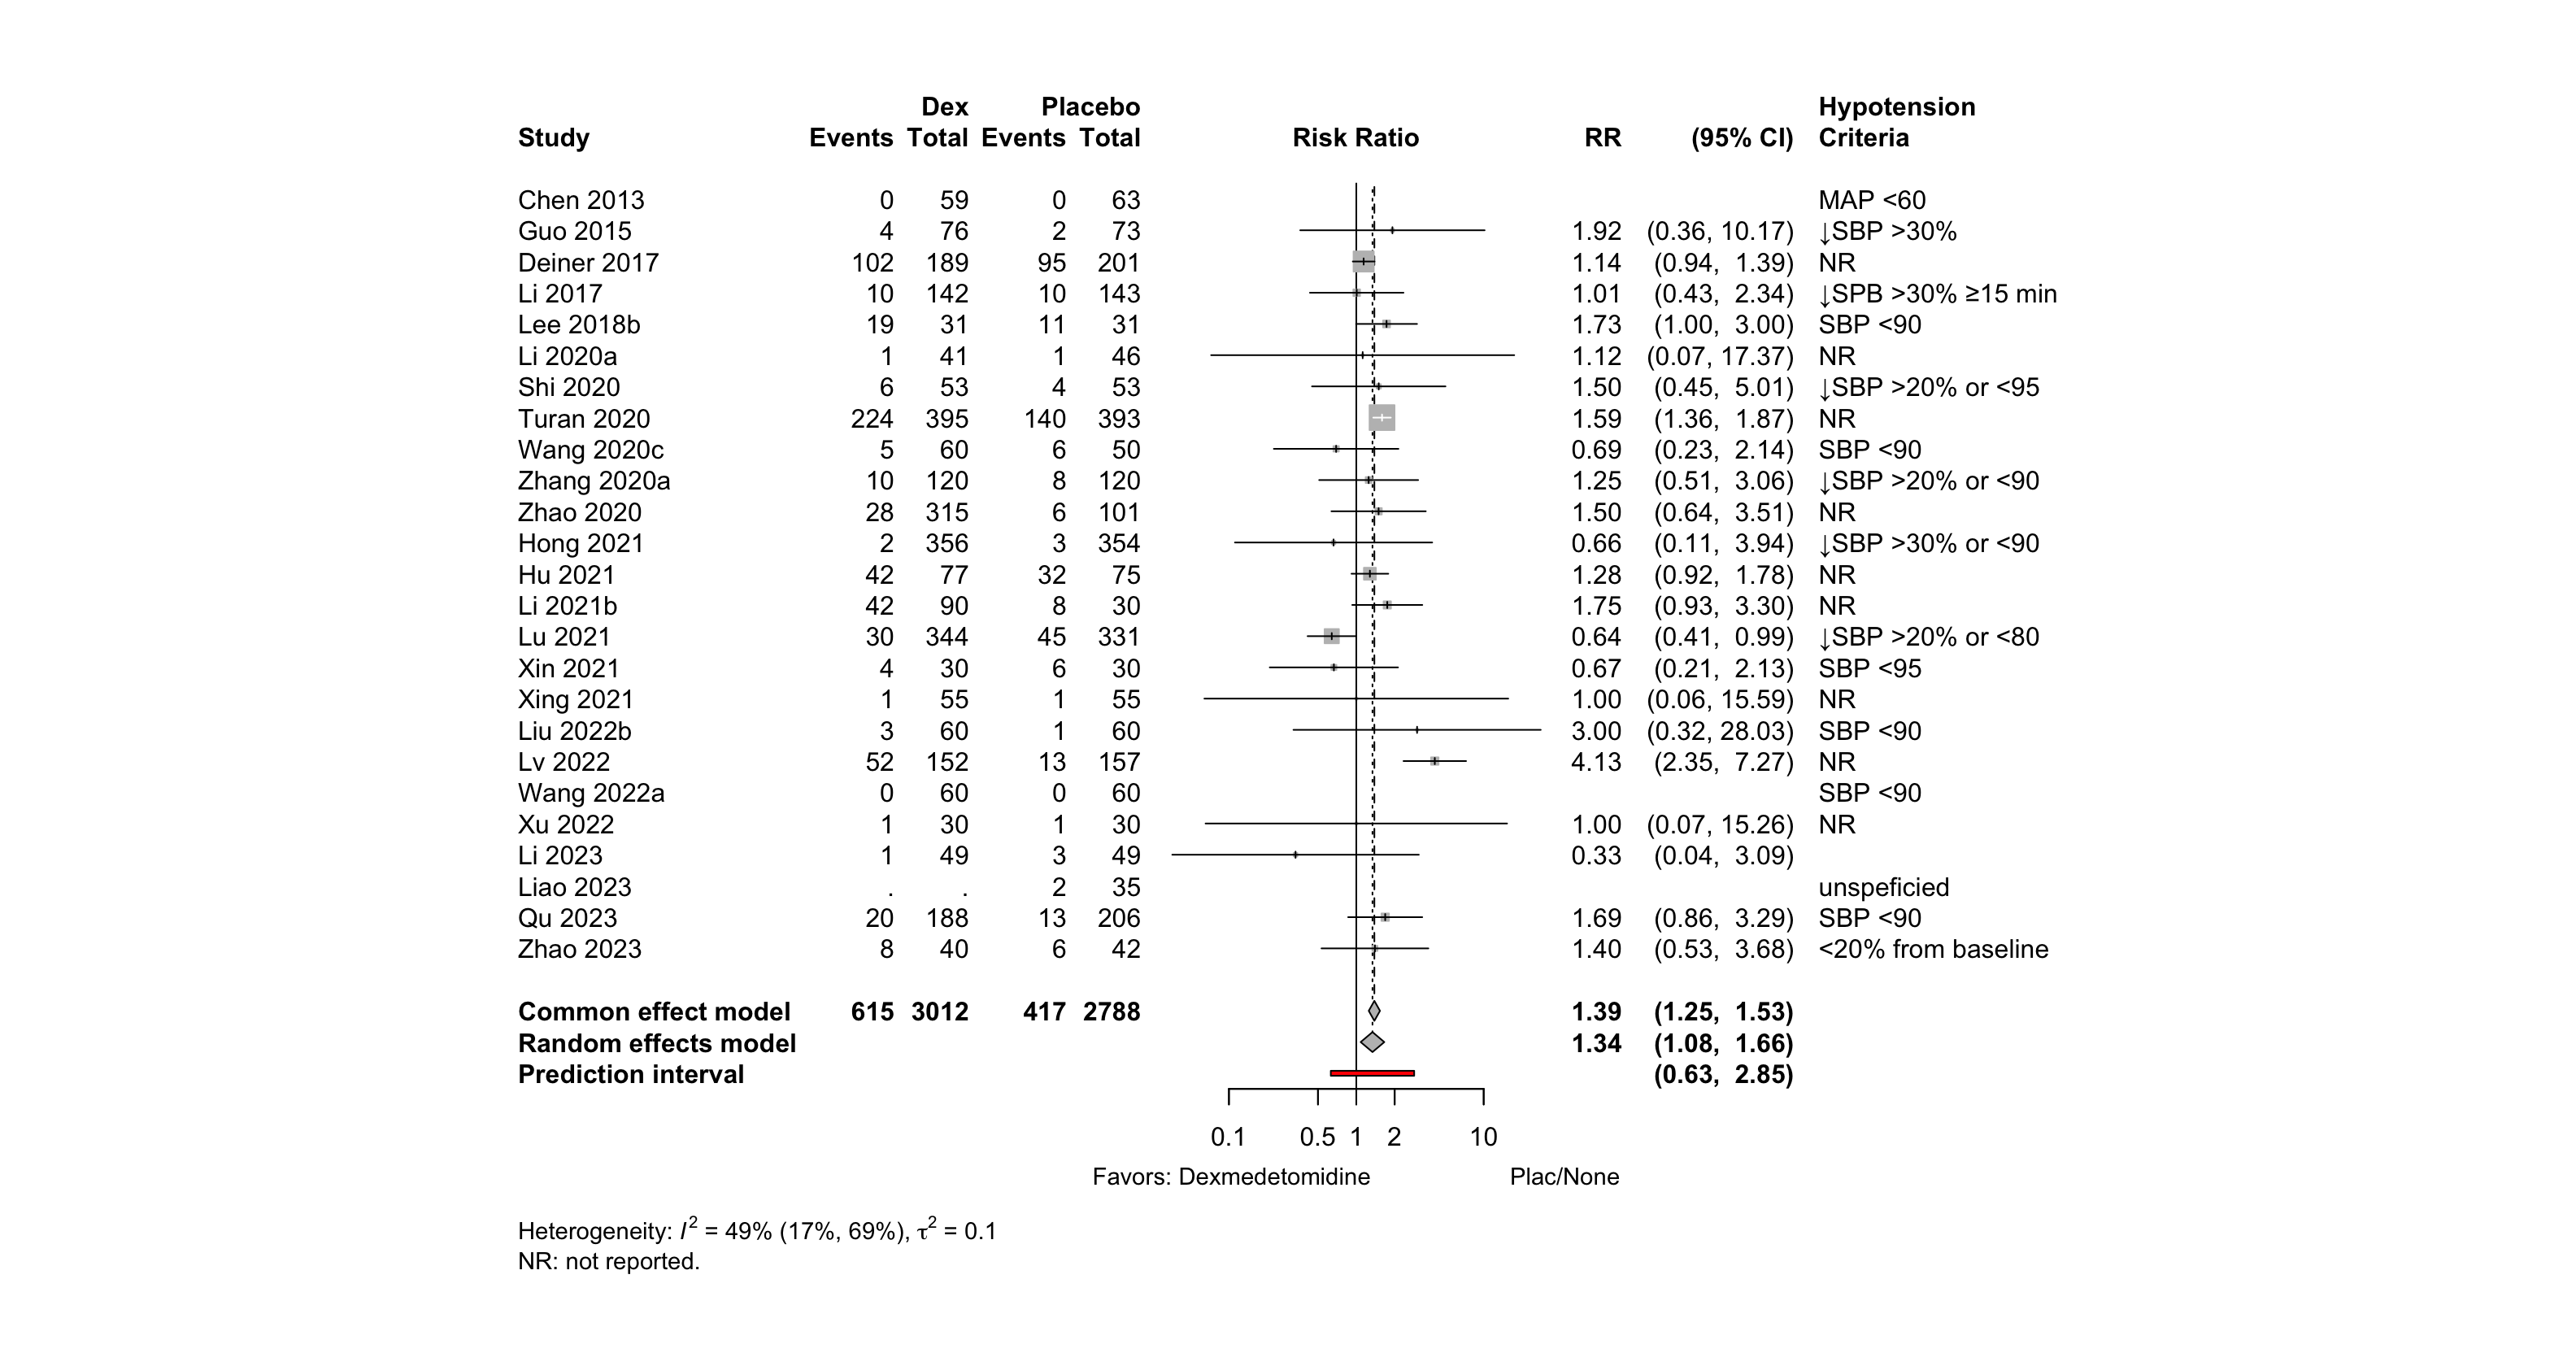 Dex Placebo Hypotension
Study Events Total Events Total Risk Ratio RR (95% CI) Criteria
Chen 2013 0 59 0 63 MAP <60
Guo 2015 4 76 2 73 1.92 (0.36, 10.17) ↓SBP >30%
Deiner 2017 102 189 95 201 1.14 (0.94, 1.39) NR
Li 2017 10 142 10 143 1.01 (0.43, 2.34) ↓SPB >30% ≥15 min
Lee 2018b 19 31 11 31 1.73 (1.00, 3.00) SBP <90
Li 2020a 1 41 1 46 1.12 (0.07, 17.37) NR
Shi 2020 6 53 4 53 1.50 (0.45, 5.01) ↓SBP >20% or <95
Turan 2020 224 395 140 393 1.59 (1.36, 1.87) NR
Wang 2020c 5 60 6 50 0.69 (0.23, 2.14) SBP <90
Zhang 2020a 10 120 8 120 1.25 (0.51, 3.06) ↓SBP >20% or <90
Zhao 2020 28 315 6 101 1.50 (0.64, 3.51) NR
Hong 2021 2 356 3 354 0.66 (0.11, 3.94) ↓SBP >30% or <90
Hu 2021 42 77 32 75 1.28 (0.92, 1.78) NR
Li 2021b 42 90 8 30 1.75 (0.93, 3.30) NR
Lu 2021 30 344 45 331 0.64 (0.41, 0.99) ↓SBP >20% or <80
Xin 2021 4 30 6 30 0.67 (0.21, 2.13) SBP <95
Xing 2021 1 55 1 55 1.00 (0.06, 15.59) NR
Liu 2022b 3 60 1 60 3.00 (0.32, 28.03) SBP <90
Lv 2022 52 152 13 157 4.13 (2.35, 7.27) NR
Wang 2022a 0 60 0 60 SBP <90
Xu 2022 1 30 1 30 1.00 (0.07, 15.26) NR
Li 2023 1 49 3 49 0.33 (0.04, 3.09)
Liao 2023 . . 2 35 unspeficied
Qu 2023 20 188 13 206 1.69 (0.86, 3.29) SBP <90
Zhao 2023 8 40 6 42 1.40 (0.53, 3.68) <20% from baseline
Common effect model 615 3012 417 2788 1.39 (1.25, 1.53)
Random effects model 1.34 (1.08, 1.66)
Prediction interval (0.63, 2.85)
0.1 0.5 1 2 10
Favors: Dexmedetomidine Plac/None
Heterogeneity: I² = 49% (17%, 69%), τ² = 0.1
NR: not reported.